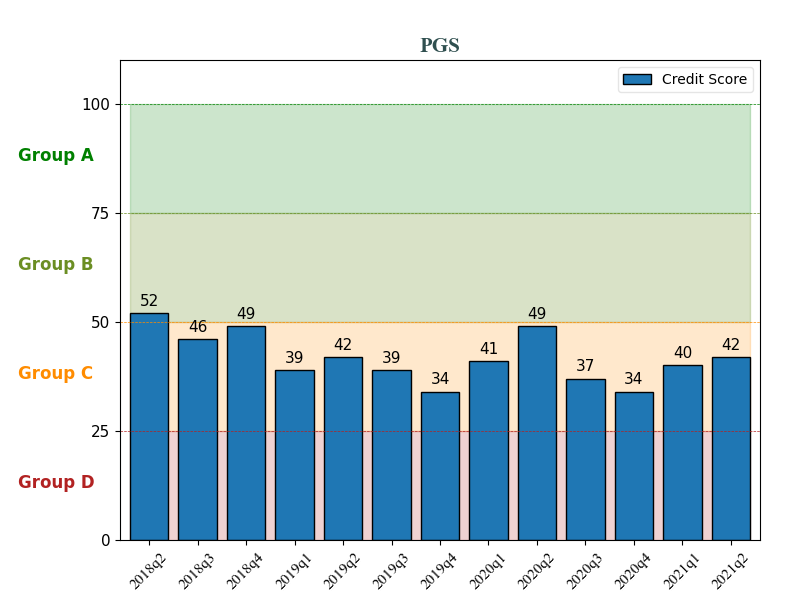 PGS
Credit Score
100
Group A
75
Group B
50
Group C
25
Group D
0
52
46
49
39
42
39
34
41
49
37
34
40
42
2018q2
2018q3
2018q4
2019q1
2019q2
2019q3
2019q4
2020q1
2020q2
2020q3
2020q4
2021q1
2021q2